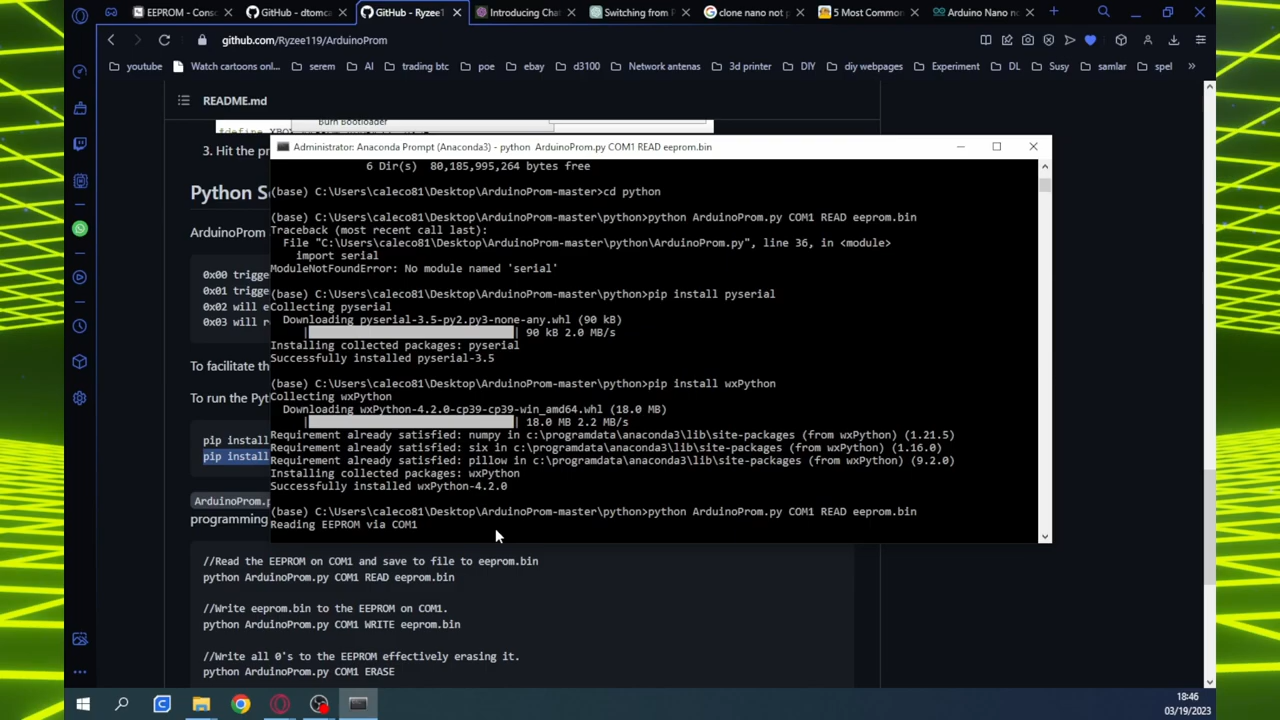 EEPROM - Cons
GitHub - dtomca
GitHub - Ryzee1
Introducing Cha
Switching from P
clone nano not p
5 Most Commor
Arduino Nano no
github.com/Ryzee119/ArduinoProm
youtube
Watch cartoons onl...
serem
AI
trading btc
poe
ebay
d3100
Network antenas
3d printer
DIY
diy webpages
Experiment
DL
Susy
samlar
spel
README.md
Burn Bootloader
3. Hit the pr
Python Sc
ArduinoProm
0x00 trigge
0x01 trigge
0x02 will e
0x03 will r
To facilitate th
To run the Pyt
pip install
pip install
ArduinoProm.p
programming
Administrator: Anaconda Prompt (Anaconda3) - python ArduinoProm.py COM1 READ eeprom.bin
6 Dir(s) 80,185,995,264 bytes free
(base) C:\Users\caleco81\Desktop\ArduinoProm-master>cd python
(base) C:\Users\caleco81\Desktop\ArduinoProm-master\python>python ArduinoProm.py COM1 READ eeprom.bin
Traceback (most recent call last):
File "C:\Users\caleco81\Desktop\ArduinoProm-master\python\ArduinoProm.py", line 36, in <module>
import serial
ModuleNotFoundError: No module named 'serial'
(base) C:\Users\caleco81\Desktop\ArduinoProm-master\python>pip install pyserial
Collecting pyserial
Downloading pyserial-3.5-py2.py3-none-any.whl (90 kB)
| | 90 kB 2.0 MB/s
Installing collected packages: pyserial
Successfully installed pyserial-3.5
(base) C:\Users\caleco81\Desktop\ArduinoProm-master\python>pip install wxPython
Collecting wxPython
Downloading wxPython-4.2.0-cp39-cp39-win_amd64.whl (18.0 MB)
| | 18.0 MB 2.2 MB/s
Requirement already satisfied: numpy in c:\programdata\anaconda3\lib\site-packages (from wxPython) (1.21.5)
Requirement already satisfied: six in c:\programdata\anaconda3\lib\site-packages (from wxPython) (1.16.0)
Requirement already satisfied: pillow in c:\programdata\anaconda3\lib\site-packages (from wxPython) (9.2.0)
Installing collected packages: wxPython
Successfully installed wxPython-4.2.0
(base) C:\Users\caleco81\Desktop\ArduinoProm-master\python>python ArduinoProm.py COM1 READ eeprom.bin
Reading EEPROM via COM1
//Read the EEPROM on COM1 and save to file to eeprom.bin
python ArduinoProm.py COM1 READ eeprom.bin
//Write eeprom.bin to the EEPROM on COM1.
python ArduinoProm.py COM1 WRITE eeprom.bin
//Write all 0's to the EEPROM effectively erasing it.
python ArduinoProm.py COM1 ERASE
18:46
03/19/2023